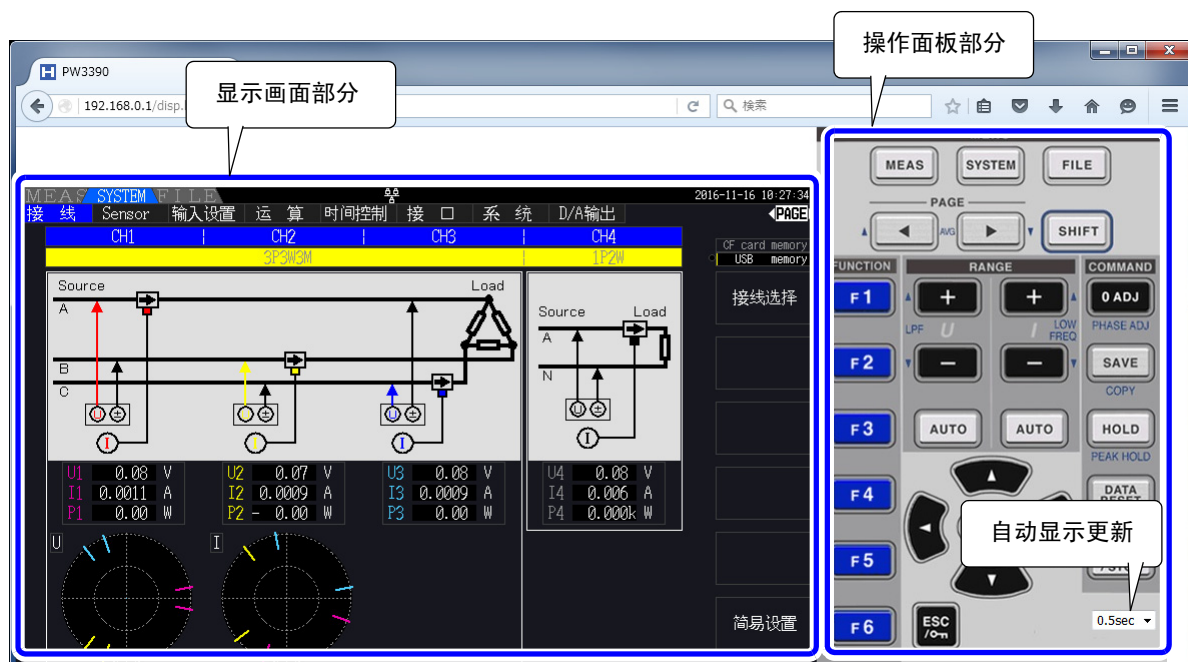 操作面板部分
PW3390
显示画面部分
192.168.0.1/disp.
検索
MEAS SYSTEM FILE
2016-11-16 10:27:34
接 线 Sensor 输入设置 运 算 时间控制 接 口 系 统 D/A输出
PAGE
CH1 CH2 CH3 CH4
3P3W3M 1P2W
CF card memory
USB memory
接线选择
Source Load
A
B
C
U ± U ± U ±
I I I
Source Load
A
N
U ±
I
U1 0.08 V U2 0.07 V U3 0.08 V U4 0.08 V
I1 0.0011 A I2 0.0009 A I3 0.0009 A I4 0.006 A
P1 0.00 W P2 - 0.00 W P3 0.00 W P4 0.000k W
U I
简易设置
MEAS SYSTEM FILE
PAGE
AVG
SHIFT
FUNCTION RANGE COMMAND
F1 + + 0 ADJ
LPF U I LOW FREQ PHASE ADJ
F2 − − SAVE
COPY
F3 AUTO AUTO HOLD
PEAK HOLD
F4 DATA
RESET
自动显示更新
F5
/STOP
0.5sec
F6 ESC